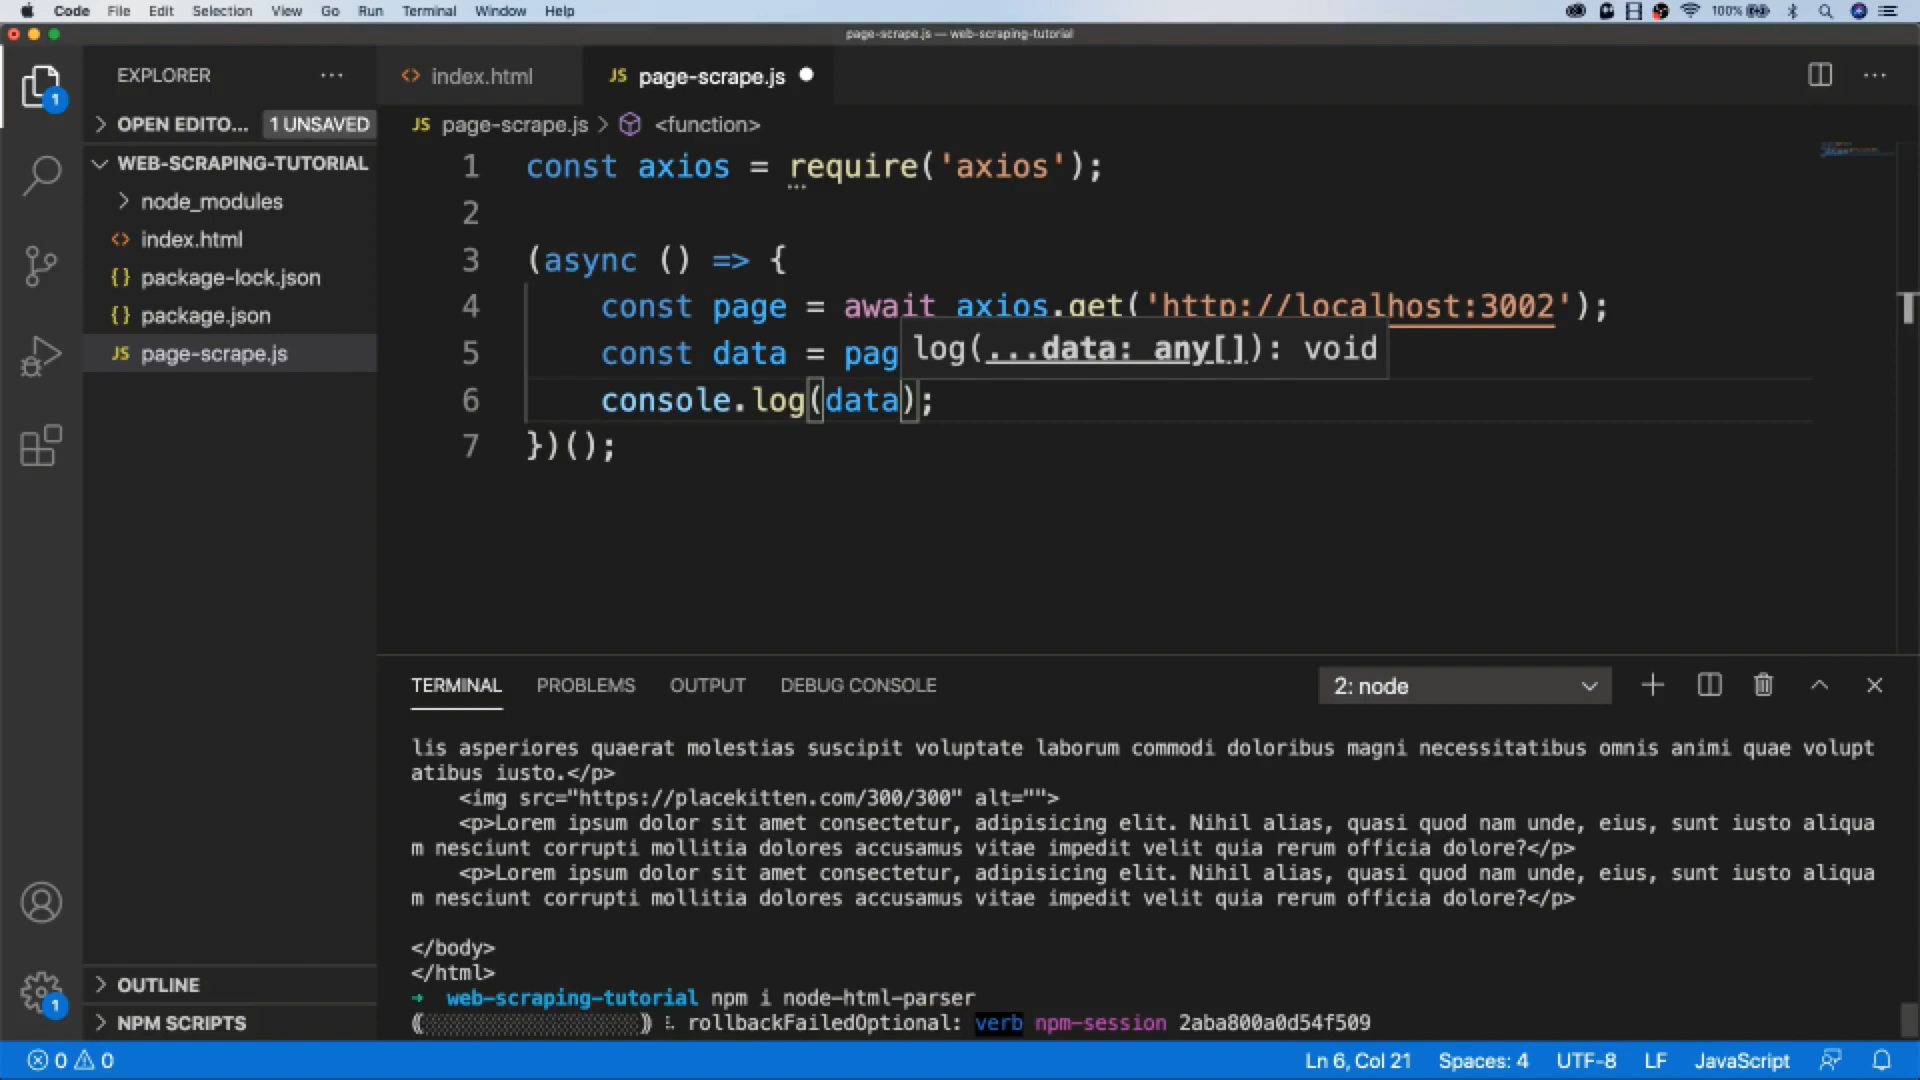 Code File Edit Selection View Go Run Terminal Window Help 100%
page-scrape.js — web-scraping-tutorial
1
EXPLORER
OPEN EDITO... 1 UNSAVED
WEB-SCRAPING-TUTORIAL
node_modules
<> index.html
{} package-lock.json
{} package.json
JS page-scrape.js
OUTLINE
NPM SCRIPTS
1
<> index.html JS page-scrape.js
JS page-scrape.js > <function>
1 const axios = require('axios');
2
3 (async () => {
4 const page = await axios.get('http://localhost:3002');
5 const data = pag
log(...data: any[]): void
6 console.log(data);
7 })();
TERMINAL PROBLEMS OUTPUT DEBUG CONSOLE 2: node
lis asperiores quaerat molestias suscipit voluptate laborum commodi doloribus magni necessitatibus omnis animi quae volupt
atibus iusto.</p>
<img src="https://placekitten.com/300/300" alt="">
<p>Lorem ipsum dolor sit amet consectetur, adipisicing elit. Nihil alias, quasi quod nam unde, eius, sunt iusto aliqua
m nesciunt corrupti mollitia dolores accusamus vitae impedit velit quia rerum officia dolore?</p>
<p>Lorem ipsum dolor sit amet consectetur, adipisicing elit. Nihil alias, quasi quod nam unde, eius, sunt iusto aliqua
m nesciunt corrupti mollitia dolores accusamus vitae impedit velit quia rerum officia dolore?</p>
</body>
</html>
→ web-scraping-tutorial npm i node-html-parser
rollbackFailedOptional: verb npm-session 2aba800a0d54f509
0 0 Ln 6, Col 21 Spaces: 4 UTF-8 LF JavaScript